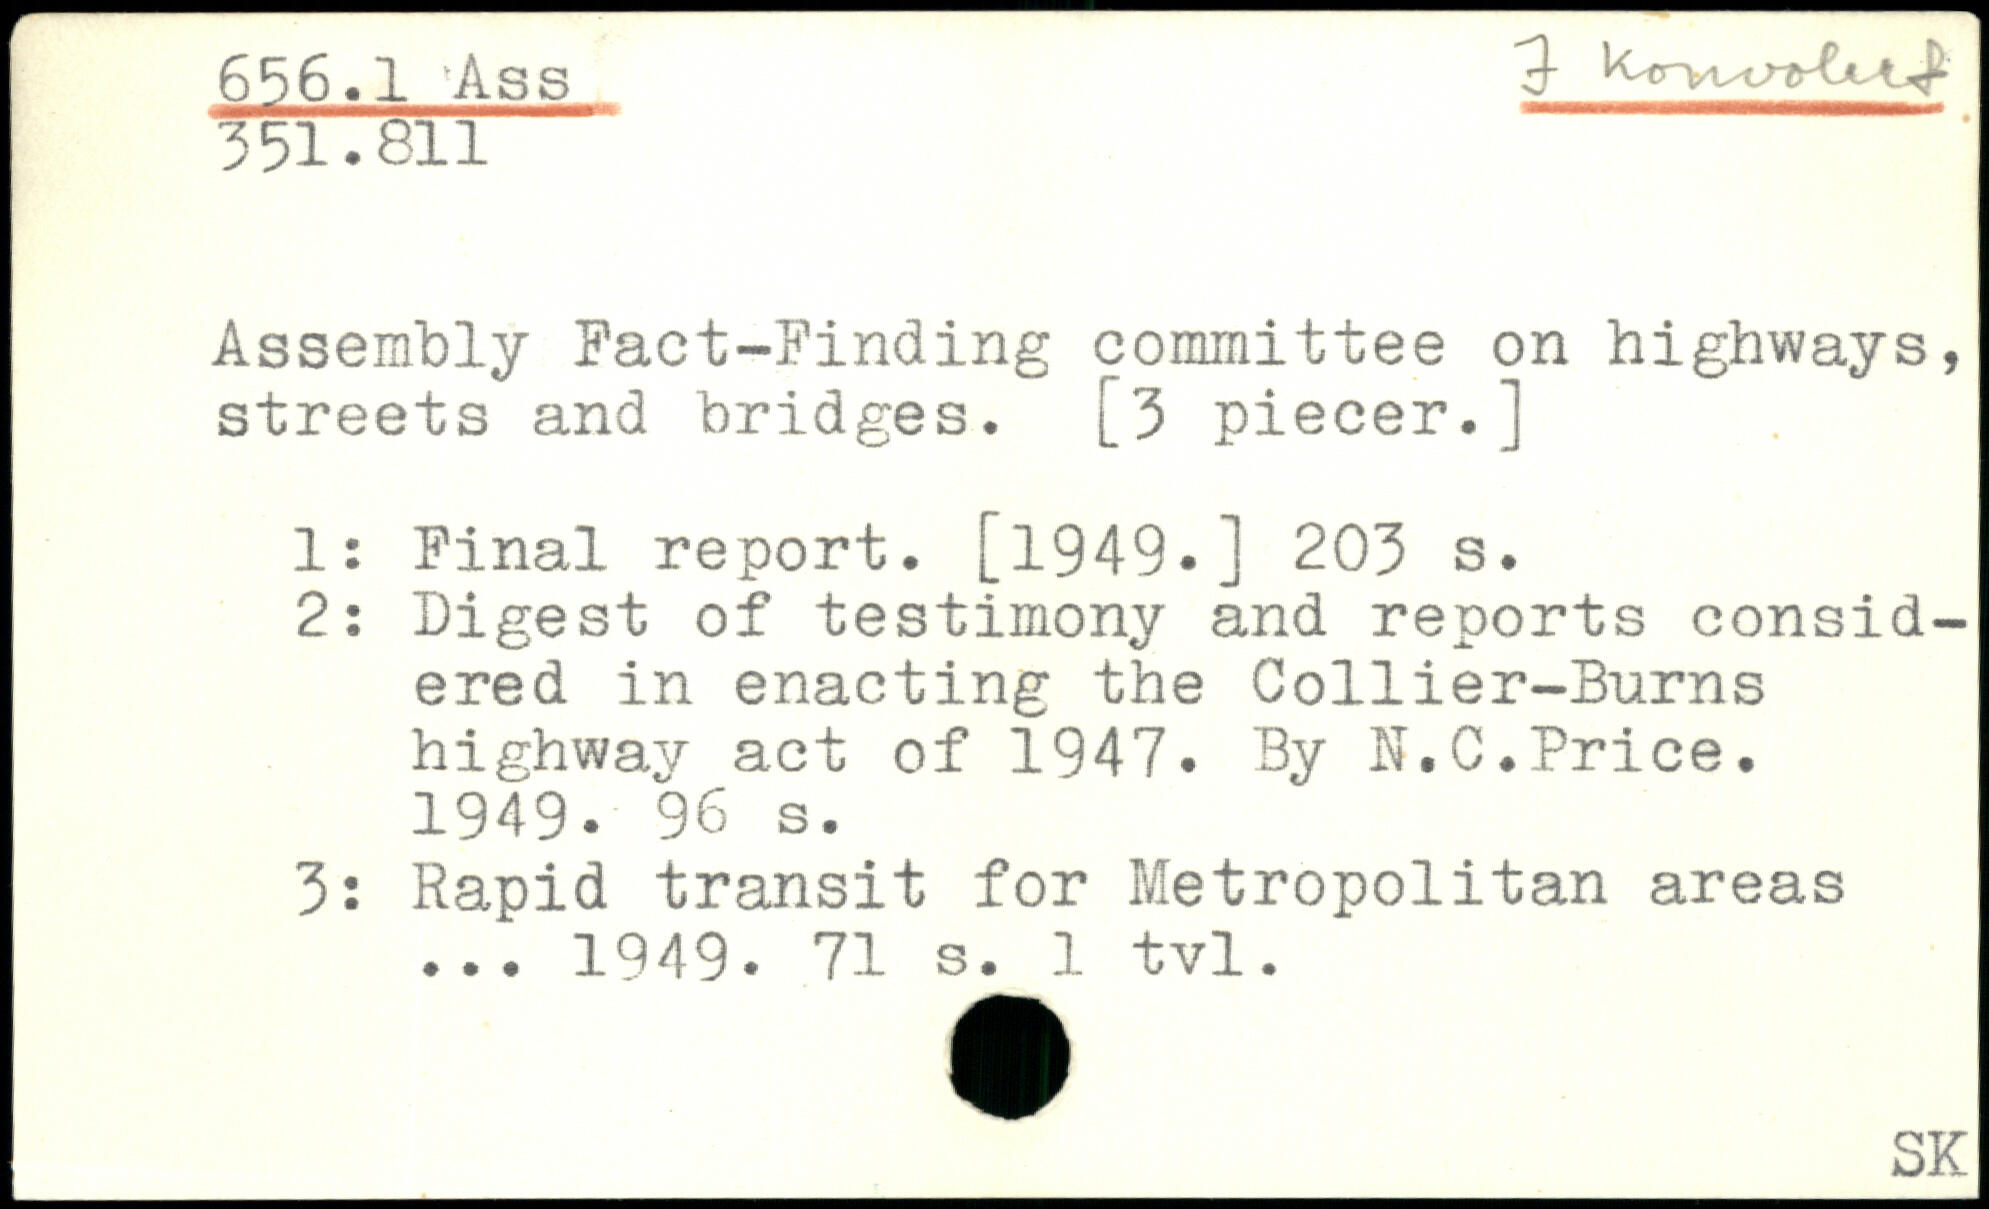 656.1 Ass
I konvolut
351.811
Assembly Fact-Finding committee on highways,
streets and bridges. [3 piecer.]
1: Final report. [1949.] 203 s.
2: Digest of testimony and reports consid-
ered in enacting the Collier-Burns
highway act of 1947. By N.C.Price.
1949. 96 s.
3: Rapid transit for Metropolitan areas
... 1949. 71 s. 1 tvl.
SK